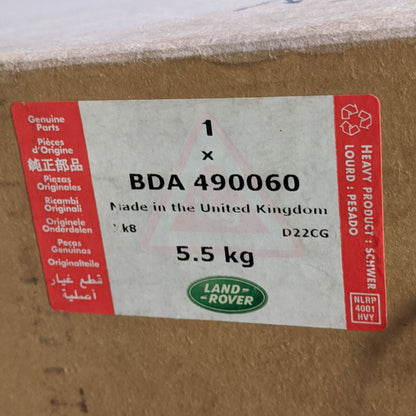 Genuine
Parts
Pièces
d'Origine
純正部品
Piezas
Originales
Ricambi
Originali
Originele
Onderdelen
Peças
Genuinas
Originalteile
قطع غيار
أصلية
1
x
BDA 490060
Made in the United Kingdom
k8 D22CG
5.5 kg
LAND-
ROVER
HEAVY PRODUCT : SCHWER
LOURD : PESADO
NLRP
4001
HVY